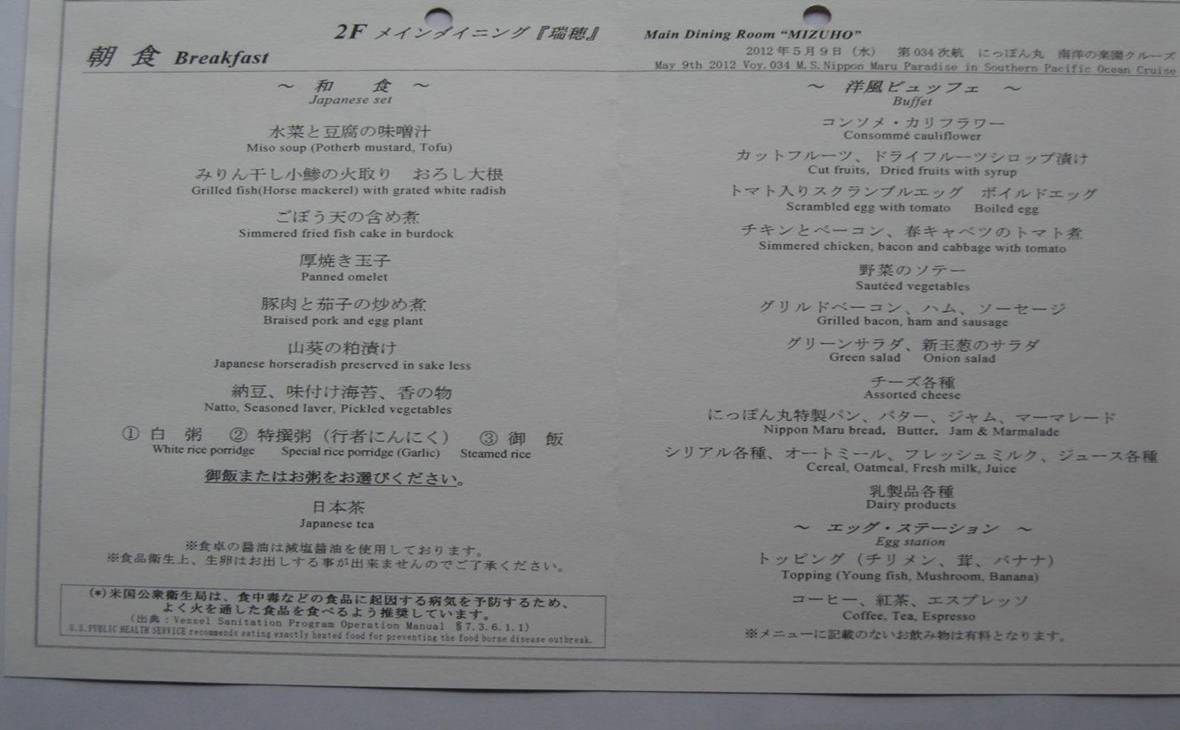 2F メインダイニング『瑞穂』 Main Dining Room “MIZUHO”
朝 食 Breakfast
2012年5月9日（水） 第034次航 にっぽん丸 南洋の楽園クルーズ
May 9th 2012 Voy.034 M.S.Nippon Maru Paradise in Southern Pacific Ocean Cruise
～ 和 食 ～
Japanese set
水菜と豆腐の味噌汁
Miso soup (Potherb mustard, Tofu)
みりん干し小鯵の火取り おろし大根
Grilled fish(Horse mackerel) with grated white radish
ごぼう天の含め煮
Simmered fried fish cake in burdock
厚焼き玉子
Panned omelet
豚肉と茄子の炒め煮
Braised pork and egg plant
山葵の粕漬け
Japanese horseradish preserved in sake less
納豆、味付け海苔、香の物
Natto, Seasoned laver, Pickled vegetables
① 白 粥 ② 特撰粥（行者にんにく） ③ 御 飯
White rice porridge Special rice porridge (Garlic) Steamed rice
御飯またはお粥をお選びください。
日本茶
Japanese tea
※食卓の醤油は減塩醤油を使用しております。
※食品衛生上、生卵はお出しする事が出来ませんのでご了承ください。
(*)米国公衆衛生局は、食中毒などの食品に起因する病気を予防するため、
よく火を通した食品を食べるよう推奨しています。
（出典：Vessel Sanitation Program Operation Manual §7.3.6.1.1）
U.S.PUBLIC HEALTH SERVICE recommends eating exactly heated food for preventing the food borne disease outbreak.
～ 洋風ビュッフェ ～
Buffet
コンソメ・カリフラワー
Consommé cauliflower
カットフルーツ、ドライフルーツシロップ漬け
Cut fruits, Dried fruits with syrup
トマト入りスクランブルエッグ ボイルドエッグ
Scrambled egg with tomato Boiled egg
チキンとベーコン、春キャベツのトマト煮
Simmered chicken, bacon and cabbage with tomato
野菜のソテー
Sautéed vegetables
グリルドベーコン、ハム、ソーセージ
Grilled bacon, ham and sausage
グリーンサラダ、新玉葱のサラダ
Green salad Onion salad
チーズ各種
Assorted cheese
にっぽん丸特製パン、バター、ジャム、マーマレード
Nippon Maru bread, Butter, Jam & Marmalade
シリアル各種、オートミール、フレッシュミルク、ジュース各種
Cereal, Oatmeal, Fresh milk, Juice
乳製品各種
Dairy products
～ エッグ・ステーション ～
Egg station
トッピング（チリメン、茸、バナナ）
Topping (Young fish, Mushroom, Banana)
コーヒー、紅茶、エスプレッソ
Coffee, Tea, Espresso
※メニューに記載のないお飲み物は有料となります。